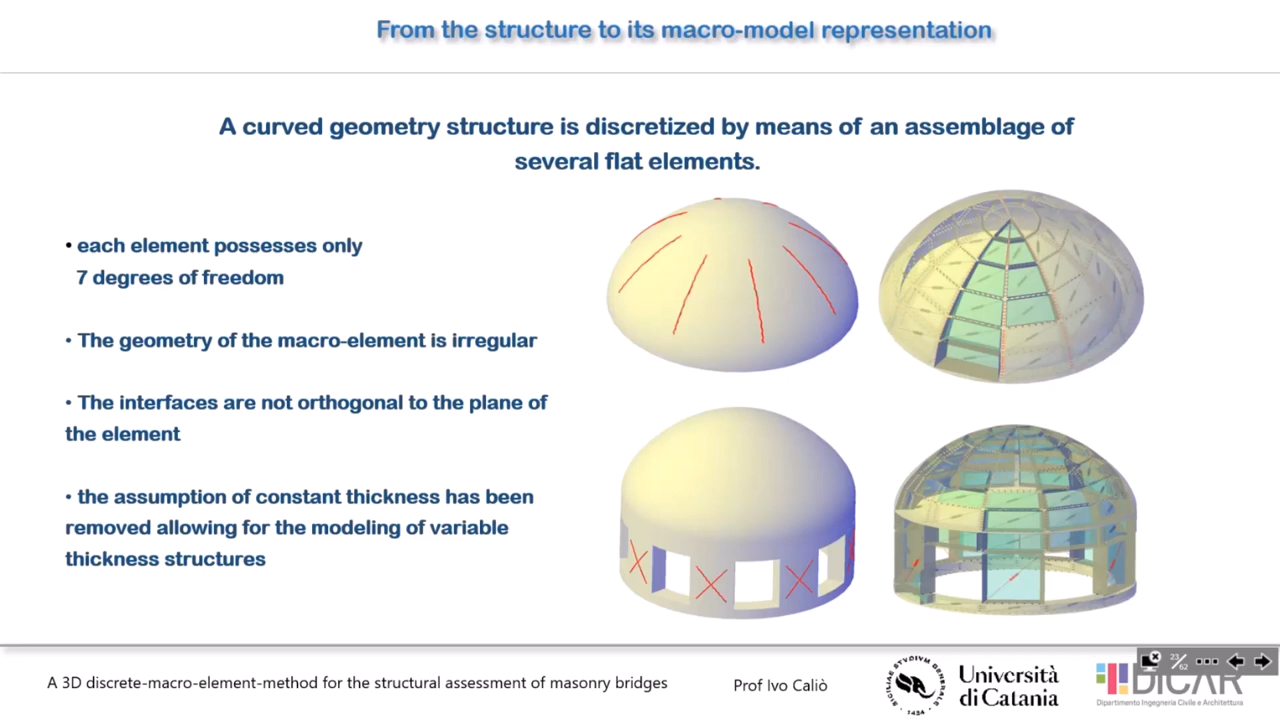 From the structure to its macro-model representation
A curved geometry structure is discretized by means of an assemblage of
several flat elements.
• each element possesses only
7 degrees of freedom
• The geometry of the macro-element is irregular
• The interfaces are not orthogonal to the plane of
the element
• the assumption of constant thickness has been
removed allowing for the modeling of variable
thickness structures
A 3D discrete-macro-element-method for the structural assessment of masonry bridges
Prof Ivo Caliò
SICILIAE STVDIVM GENERALE
1434
Università
di Catania
23/62
DICAR
Dipartimento Ingegneria Civile e Architettura